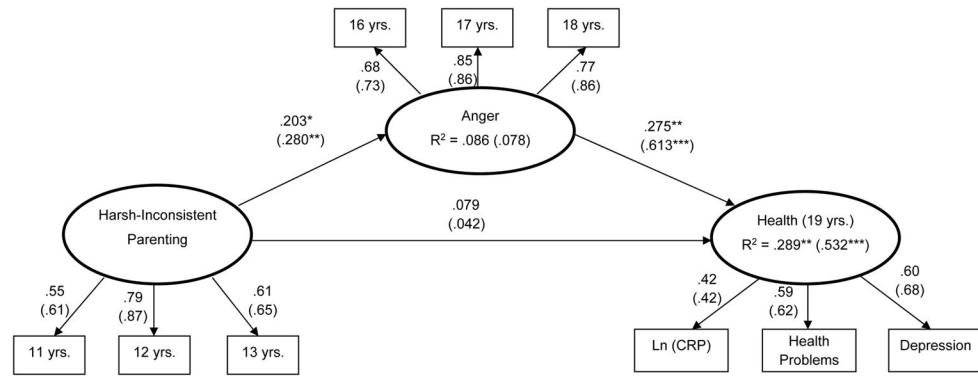 16 yrs.
17 yrs.
18 yrs.
.68
(.73)
.85
(.86)
.77
(.86)
Anger
R² = .086 (.078)
.203*
(.280**)
.275**
(.613***)
Harsh-Inconsistent
Parenting
.079
(.042)
Health (19 yrs.)
R² = .289** (.532***)
.55
(.61)
.79
(.87)
.61
(.65)
.42
(.42)
.59
(.62)
.60
(.68)
11 yrs.
12 yrs.
13 yrs.
Ln (CRP)
Health
Problems
Depression